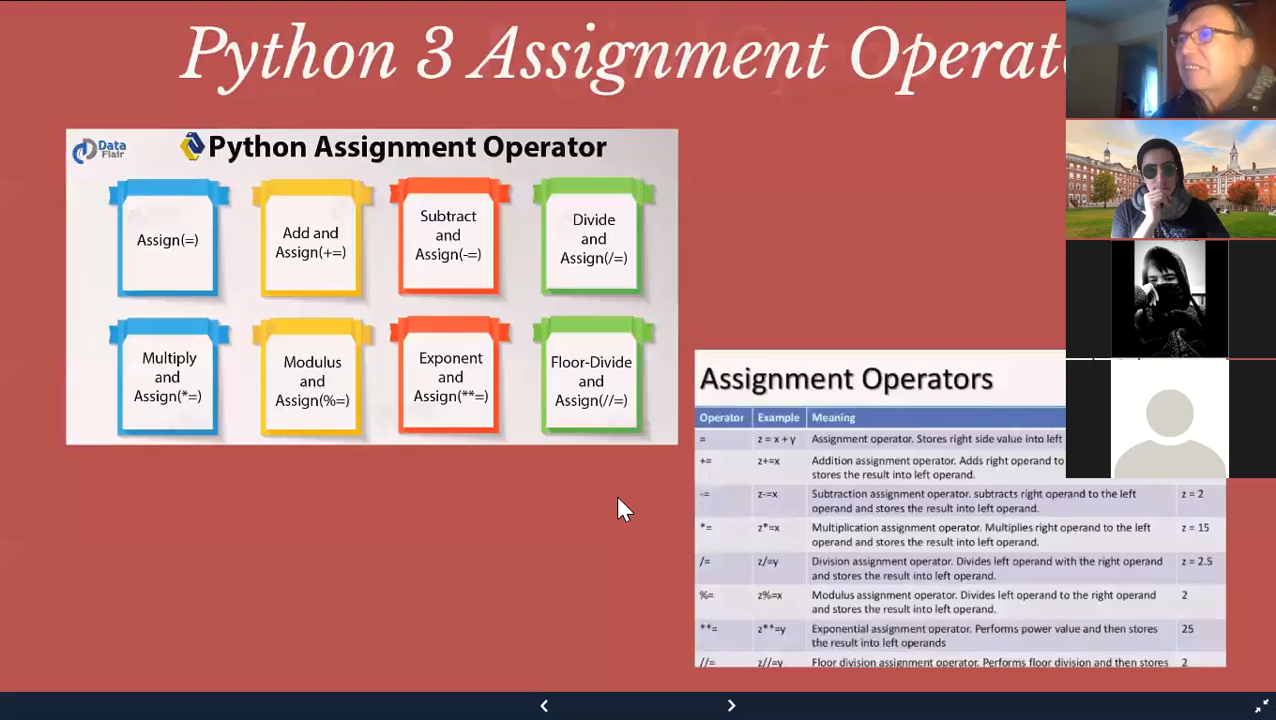 Python 3 Assignment Operat
Data
Flair
Python Assignment Operator
Assign(=)
Add and
Assign(+=)
Subtract
and
Assign(-=)
Divide
and
Assign(/=)
Multiply
and
Assign(*=)
Modulus
and
Assign(%=)
Exponent
and
Assign(**=)
Floor-Divide
and
Assign(//=)
Assignment Operators
Operator Example Meaning
= z = x + y Assignment operator. Stores right side value into left
+= z+=x Addition assignment operator. Adds right operand to
stores the result into left operand.
-= z-=x Subtraction assignment operator. subtracts right operand to the left z = 2
operand and stores the result into left operand.
*= z*=x Multiplication assignment operator. Multiplies right operand to the left z = 15
operand and stores the result into left operand.
/= z/=y Division assignment operator. Divides left operand with the right operand z = 2.5
and stores the result into left operand.
%= z%=x Modulus assignment operator. Divides left operand to the right operand 2
and stores the result into left operand.
**= z**=y Exponential assignment operator. Performs power value and then stores 25
the result into left operands
//= z//=y Floor division assignment operator. Performs floor division and then stores 2